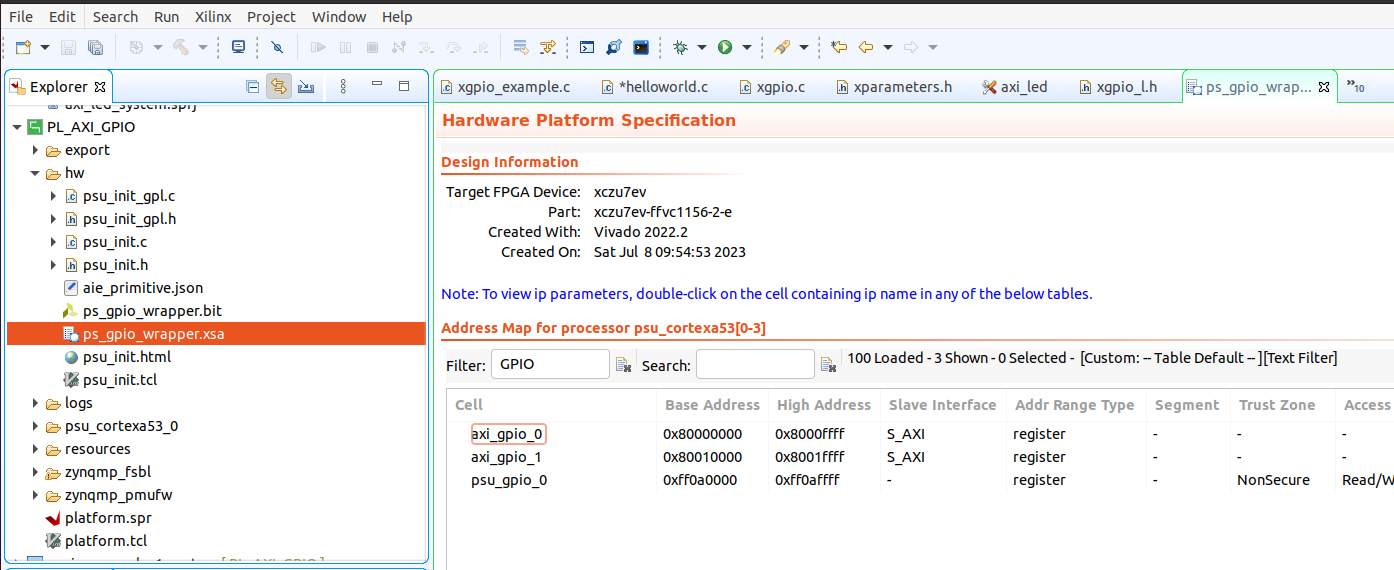 File Edit Search Run Xilinx Project Window Help
Explorer
xgpio_example.c *helloworld.c xgpio.c xparameters.h axi_led xgpio_l.h ps_gpio_wrap... »10
axi_led_system.sprj
PL_AXI_GPIO
export
hw
psu_init_gpl.c
psu_init_gpl.h
psu_init.c
psu_init.h
aie_primitive.json
ps_gpio_wrapper.bit
ps_gpio_wrapper.xsa
psu_init.html
psu_init.tcl
logs
psu_cortexa53_0
resources
zynqmp_fsbl
zynqmp_pmufw
platform.spr
platform.tcl
Hardware Platform Specification
Design Information
Target FPGA Device: xczu7ev
Part: xczu7ev-ffvc1156-2-e
Created With: Vivado 2022.2
Created On: Sat Jul 8 09:54:53 2023
Note: To view ip parameters, double-click on the cell containing ip name in any of the below tables.
Address Map for processor psu_cortexa53[0-3]
Filter: GPIO Search: 100 Loaded - 3 Shown - 0 Selected - [Custom: -- Table Default -- ][Text Filter]
Cell Base Address High Address Slave Interface Addr Range Type Segment Trust Zone Access
axi_gpio_0 0x80000000 0x8000ffff S_AXI register - - -
axi_gpio_1 0x80010000 0x8001ffff S_AXI register - - -
psu_gpio_0 0xff0a0000 0xff0affff - register - NonSecure Read/W